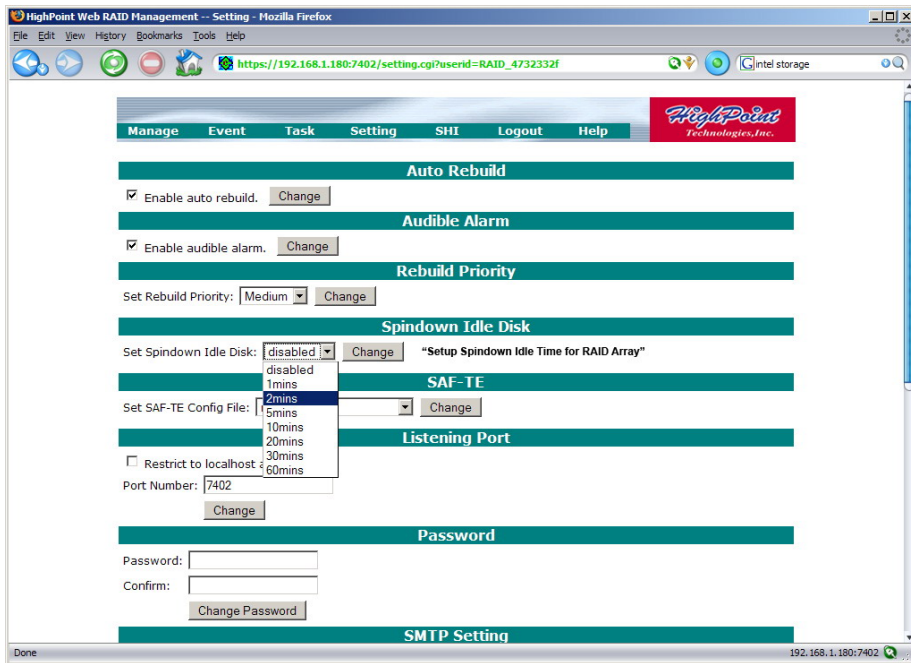 HighPoint Web RAID Management -- Setting - Mozilla Firefox
File Edit View History Bookmarks Tools Help
https://192.168.1.180:7402/setting.cgi?userid=RAID_4732332f
G intel storage
HighPoint
Technologies,Inc.
Manage Event Task Setting SHI Logout Help
Auto Rebuild
Enable auto rebuild. Change
Audible Alarm
Enable audible alarm. Change
Rebuild Priority
Set Rebuild Priority: Medium Change
Spindown Idle Disk
Set Spindown Idle Disk: disabled Change "Setup Spindown Idle Time for RAID Array"
disabled
1mins
2mins
5mins
10mins
20mins
30mins
60mins
SAF-TE
Set SAF-TE Config File: Change
Listening Port
Restrict to localhost
Port Number: 7402
Change
Password
Password:
Confirm:
Change Password
SMTP Setting
Done 192.168.1.180:7402